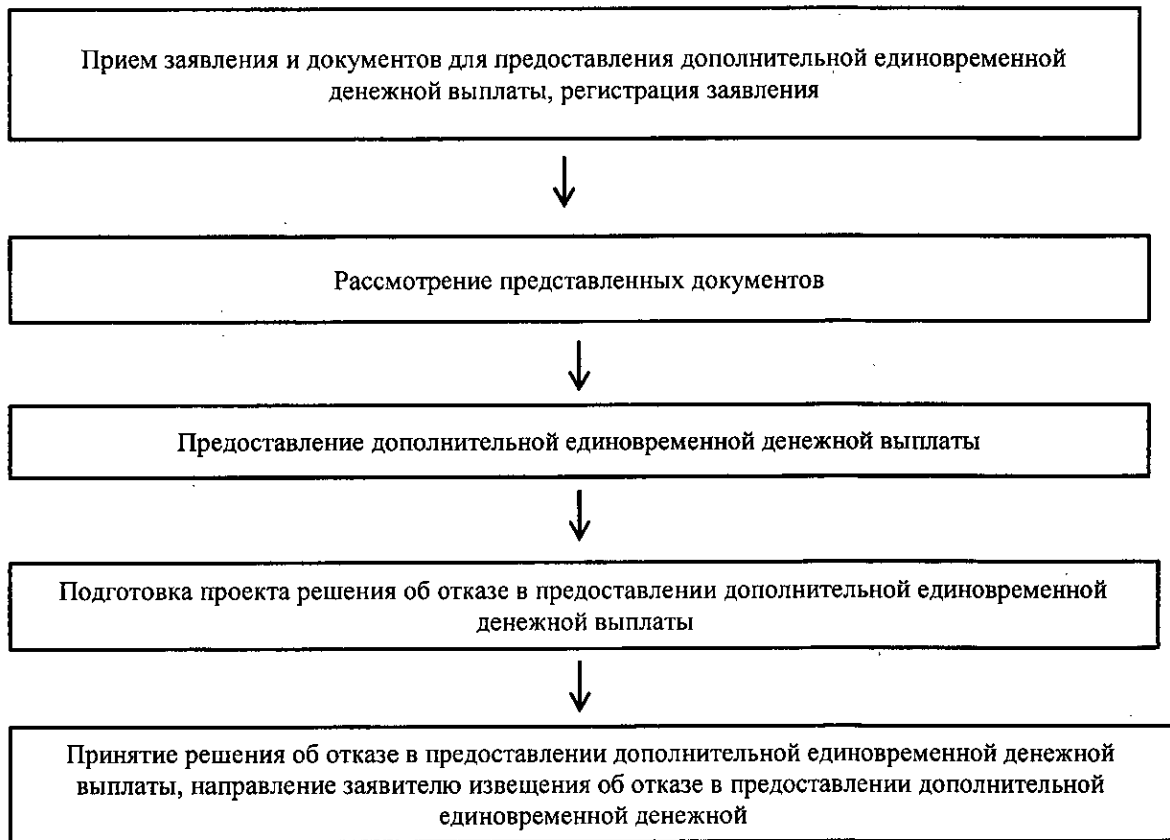 Прием заявления и документов для предоставления дополнительной единовременной
денежной выплаты, регистрация заявления
Рассмотрение представленных документов
Предоставление дополнительной единовременной денежной выплаты
Подготовка проекта решения об отказе в предоставлении дополнительной единовременной
денежной выплаты
Принятие решения об отказе в предоставлении дополнительной единовременной денежной
выплаты, направление заявителю извещения об отказе в предоставлении дополнительной
единовременной денежной